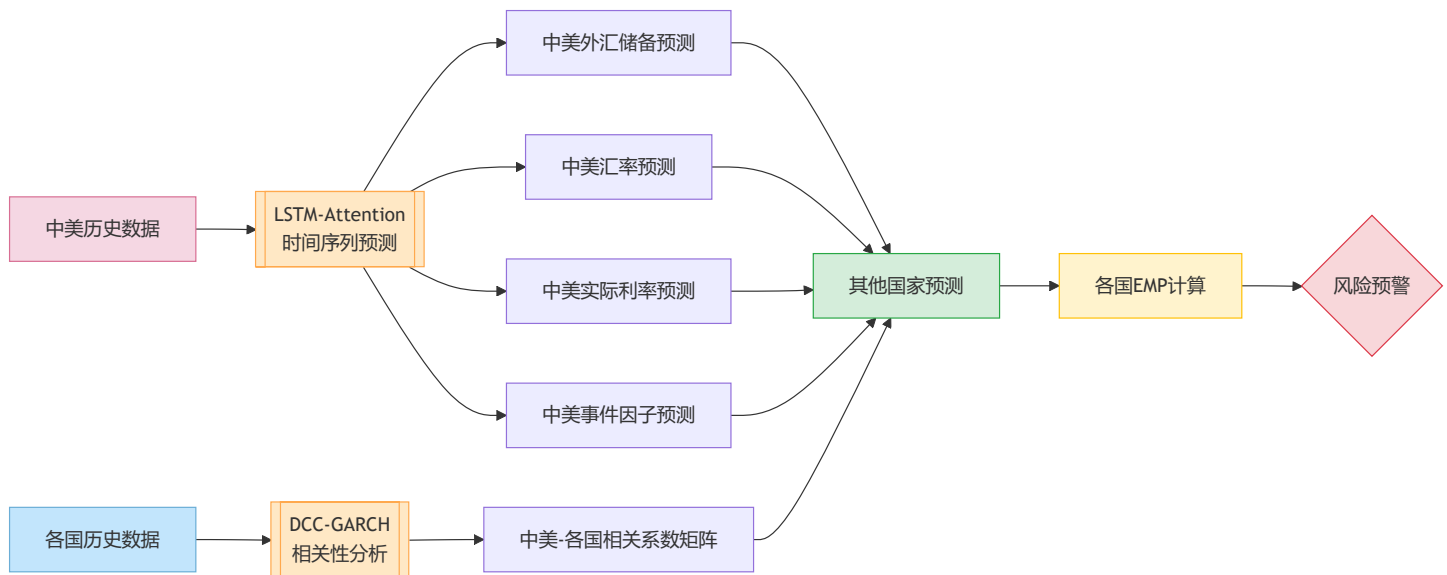 中美外汇储备预测
中美汇率预测
中美历史数据
LSTM-Attention
时间序列预测
中美实际利率预测
其他国家预测
各国EMP计算
风险预警
中美事件因子预测
各国历史数据
DCC-GARCH
相关性分析
中美-各国相关系数矩阵